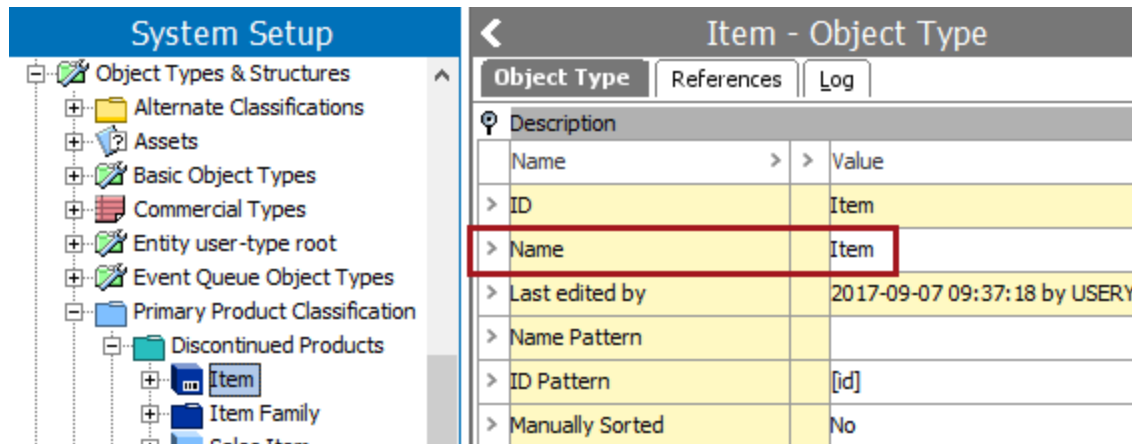 System Setup
Object Types & Structures
Alternate Classifications
Assets
Basic Object Types
Commercial Types
Entity user-type root
Event Queue Object Types
Primary Product Classification
Discontinued Products
Item
Item Family
Sales Item
Item - Object Type
Object Type References Log
Description
Name > > Value
> ID Item
> Name Item
> Last edited by 2017-09-07 09:37:18 by USERY
> Name Pattern
> ID Pattern [id]
> Manually Sorted No